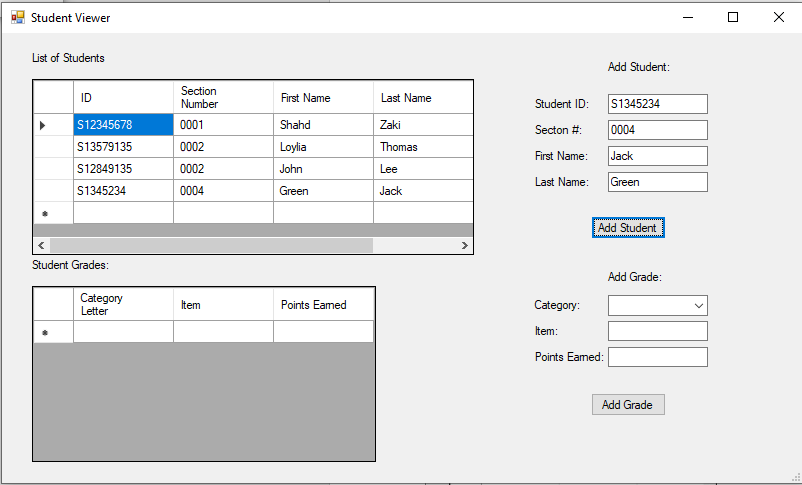 Student Viewer
List of Students
Add Student:
ID Section Number First Name Last Name
S12345678 0001 Shahd Zaki
S13579135 0002 Loylia Thomas
S12849135 0002 John Lee
S1345234 0004 Green Jack
Student ID: S1345234
Secton #: 0004
First Name: Jack
Last Name: Green
Add Student
Student Grades:
Category Letter Item Points Earned
Add Grade:
Category:
Item:
Points Earned:
Add Grade